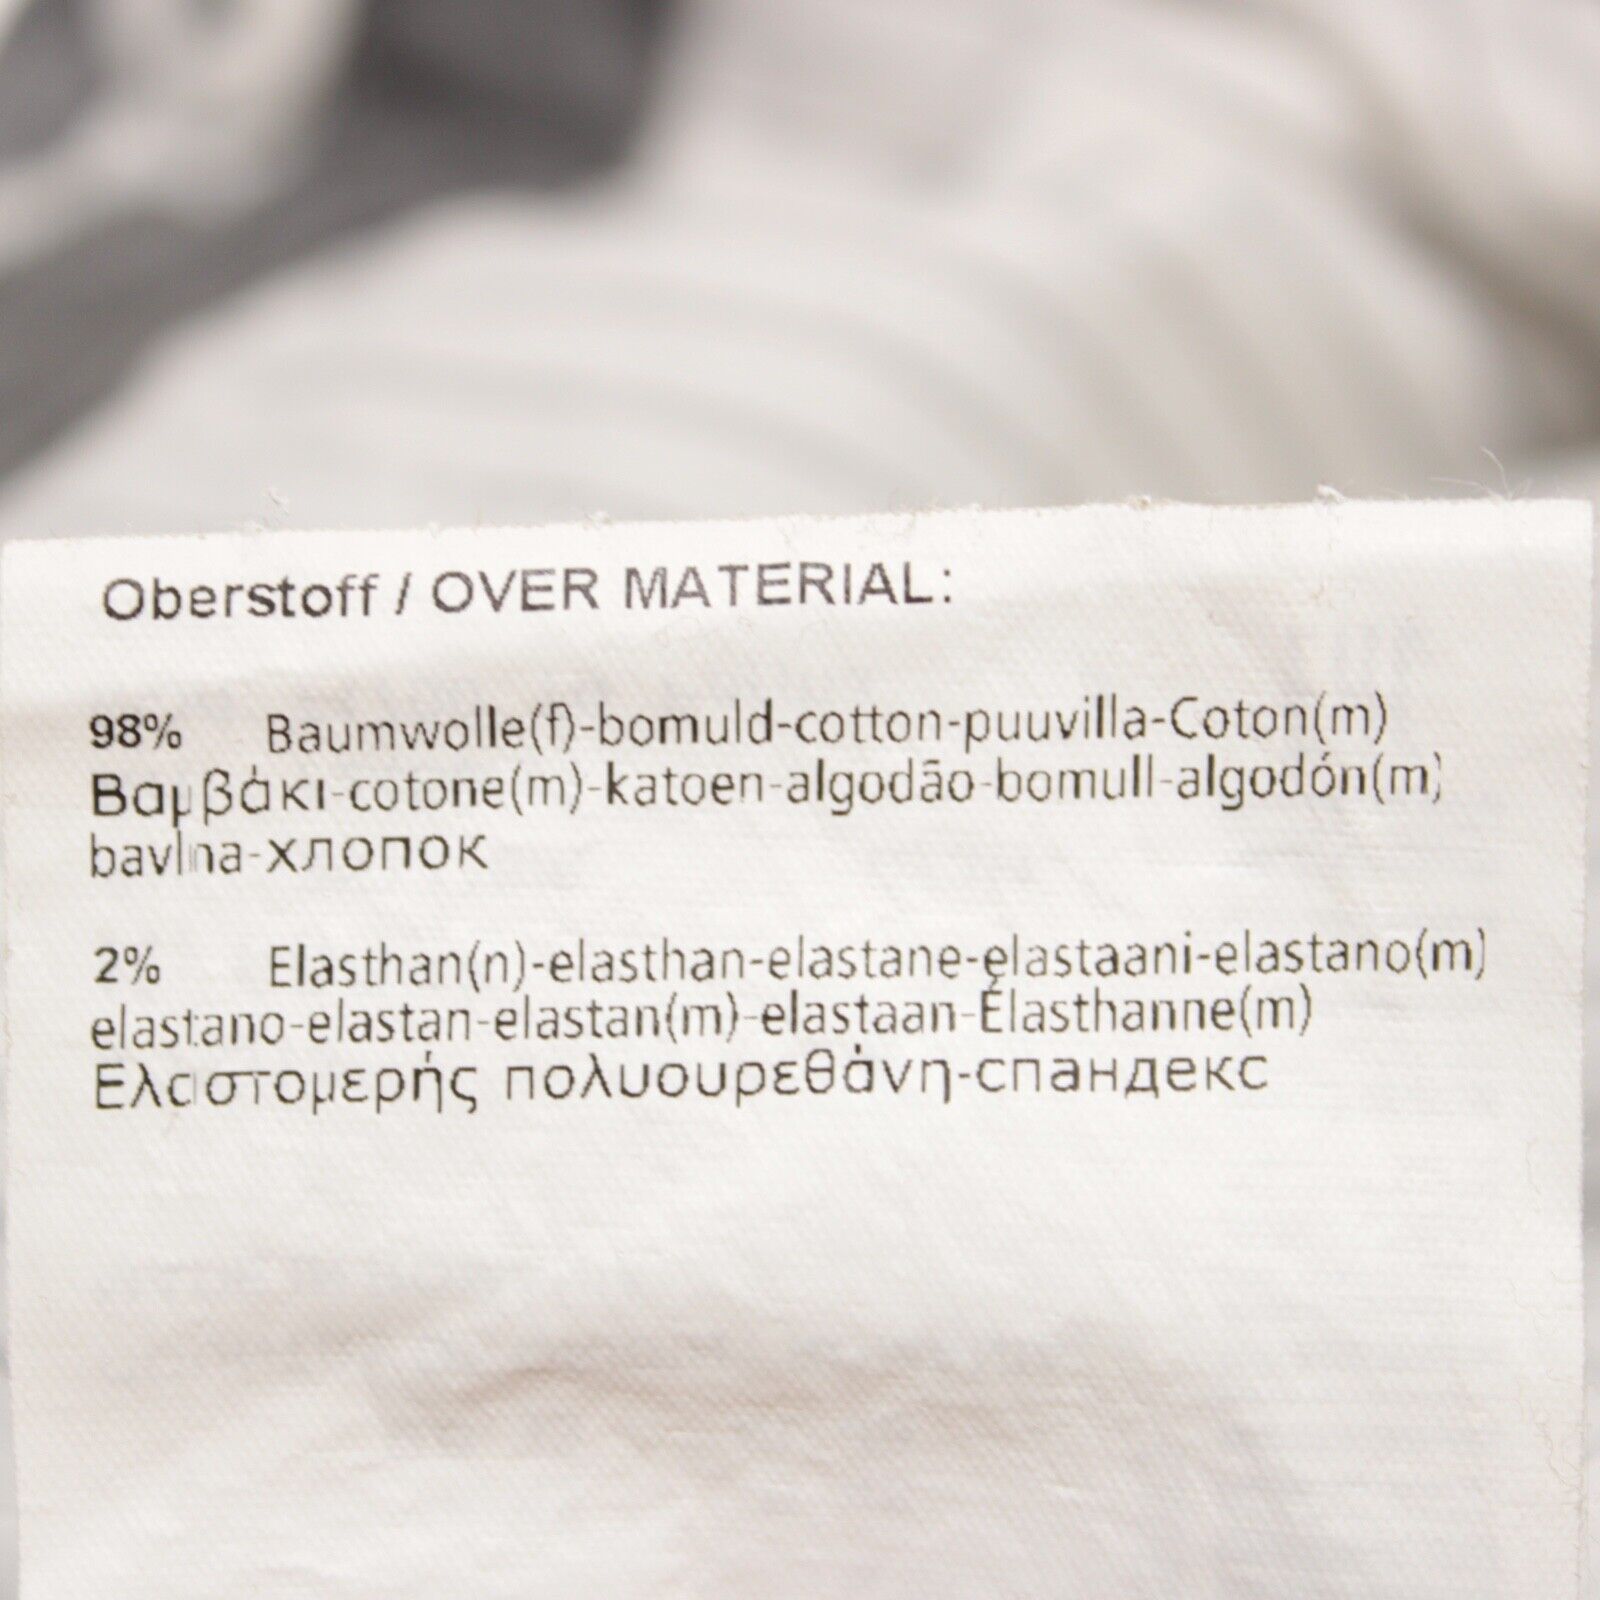 Oberstoff / OVER MATERIAL:
98% Baumwolle(f)-bomuld-cotton-puuvilla-Coton(m)
Βαμβάκι-cotone(m)-katoen-algodão-bomull-algodón(m)
bavlna-хлопок
2% Elasthan(n)-elasthan-elastane-elastaani-elastano(m)
elastano-elastan-elastan(m)-elastaan-Élasthanne(m)
Ελαστομερής πολυουρεθάνη-спандекс